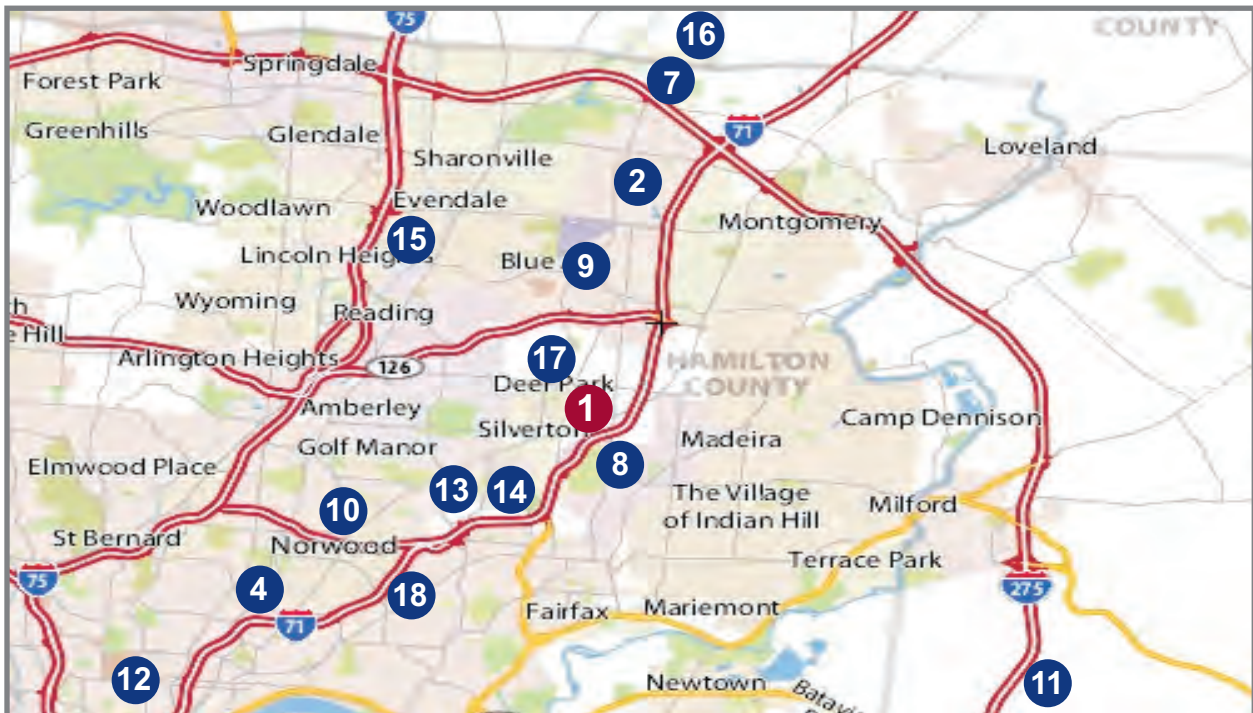 75
COUNTY
16
Springdale
7
Forest Park
71
Greenhills
Glendale
Loveland
Sharonville
2
Evendale
Woodlawn
Montgomery
15
Lincoln Heights
Blue
9
Wyoming
Reading
Hill
17
HAMILTON
COUNTY
Arlington Heights
126
Deer Park
1
Amberley
Camp Dennison
Silverton
Madeira
Golf Manor
8
Elmwood Place
13
14
The Village
of Indian Hill
Milford
10
St Bernard
Norwood
Terrace Park
75
4
18
275
Fairfax
Mariemont
71
12
Newtown
11